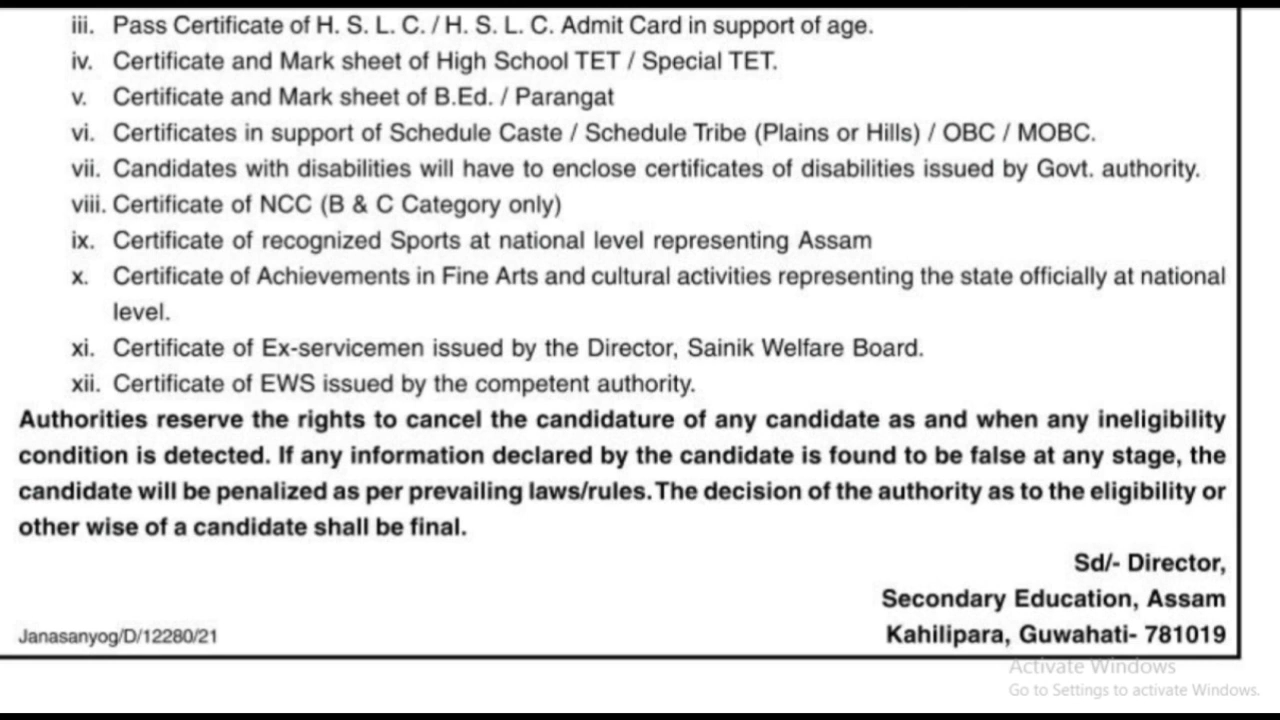 iii. Pass Certificate of H. S. L. C. / H. S. L. C. Admit Card in support of age.
iv. Certificate and Mark sheet of High School TET / Special TET.
v. Certificate and Mark sheet of B.Ed. / Parangat
vi. Certificates in support of Schedule Caste / Schedule Tribe (Plains or Hills) / OBC / MOBC.
vii. Candidates with disabilities will have to enclose certificates of disabilities issued by Govt. authority.
viii. Certificate of NCC (B & C Category only)
ix. Certificate of recognized Sports at national level representing Assam
x. Certificate of Achievements in Fine Arts and cultural activities representing the state officially at national
level.
xi. Certificate of Ex-servicemen issued by the Director, Sainik Welfare Board.
xii. Certificate of EWS issued by the competent authority.
Authorities reserve the rights to cancel the candidature of any candidate as and when any ineligibility
condition is detected. If any information declared by the candidate is found to be false at any stage, the
candidate will be penalized as per prevailing laws/rules. The decision of the authority as to the eligibility or
other wise of a candidate shall be final.
Sd/- Director,
Secondary Education, Assam
Janasanyog/D/12280/21 Kahilipara, Guwahati- 781019
Activate Windows
Go to Settings to activate Windows.